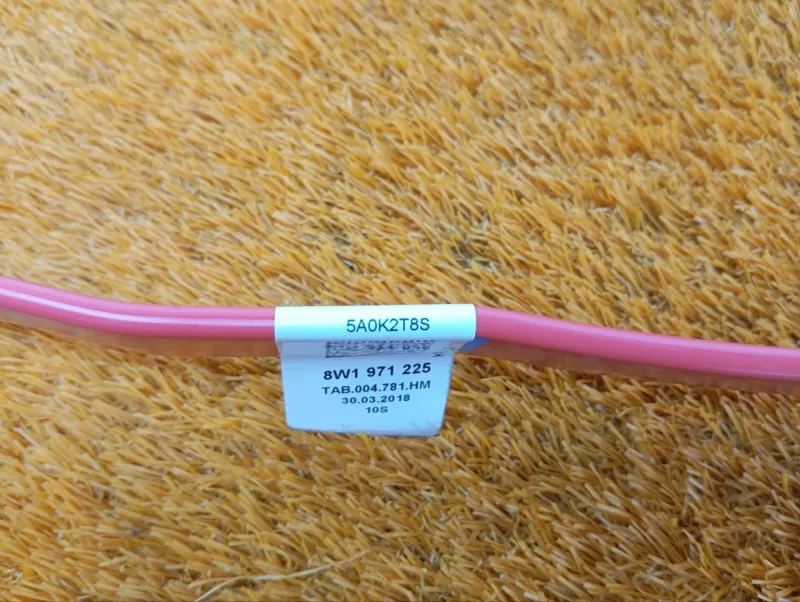 5A0K2T8S
8W1 971 225
TAB.004.781.HM
30.03.2018
10S